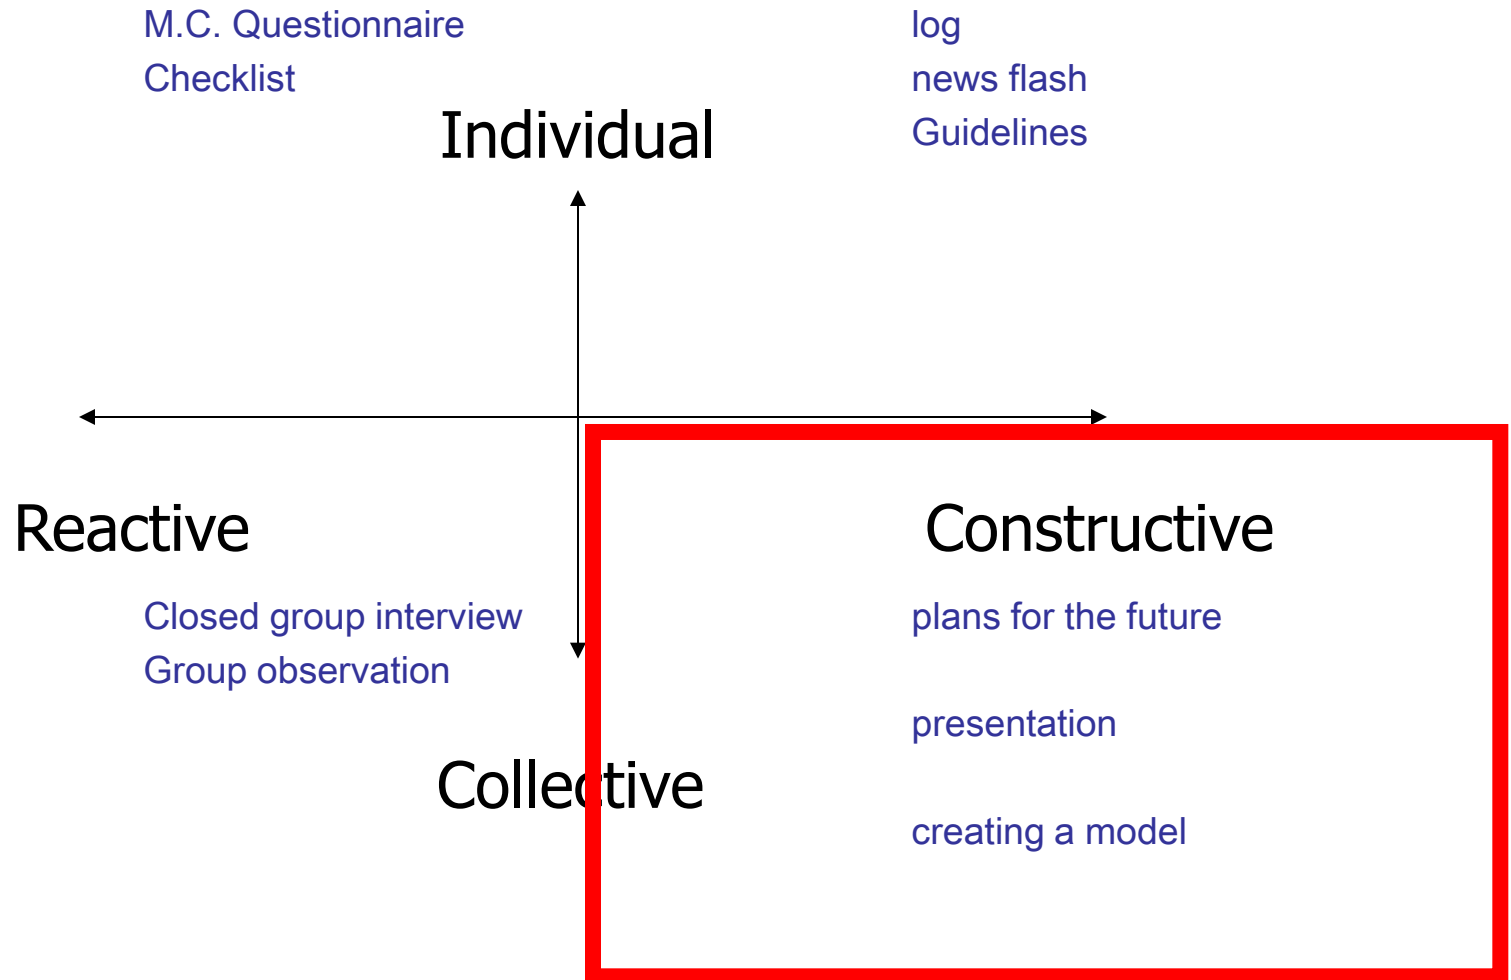 M.C. Questionnaire
Checklist
log
news flash
Guidelines
Individual
Reactive
Constructive
Closed group interview
Group observation
plans for the future
presentation
creating a model
Collective